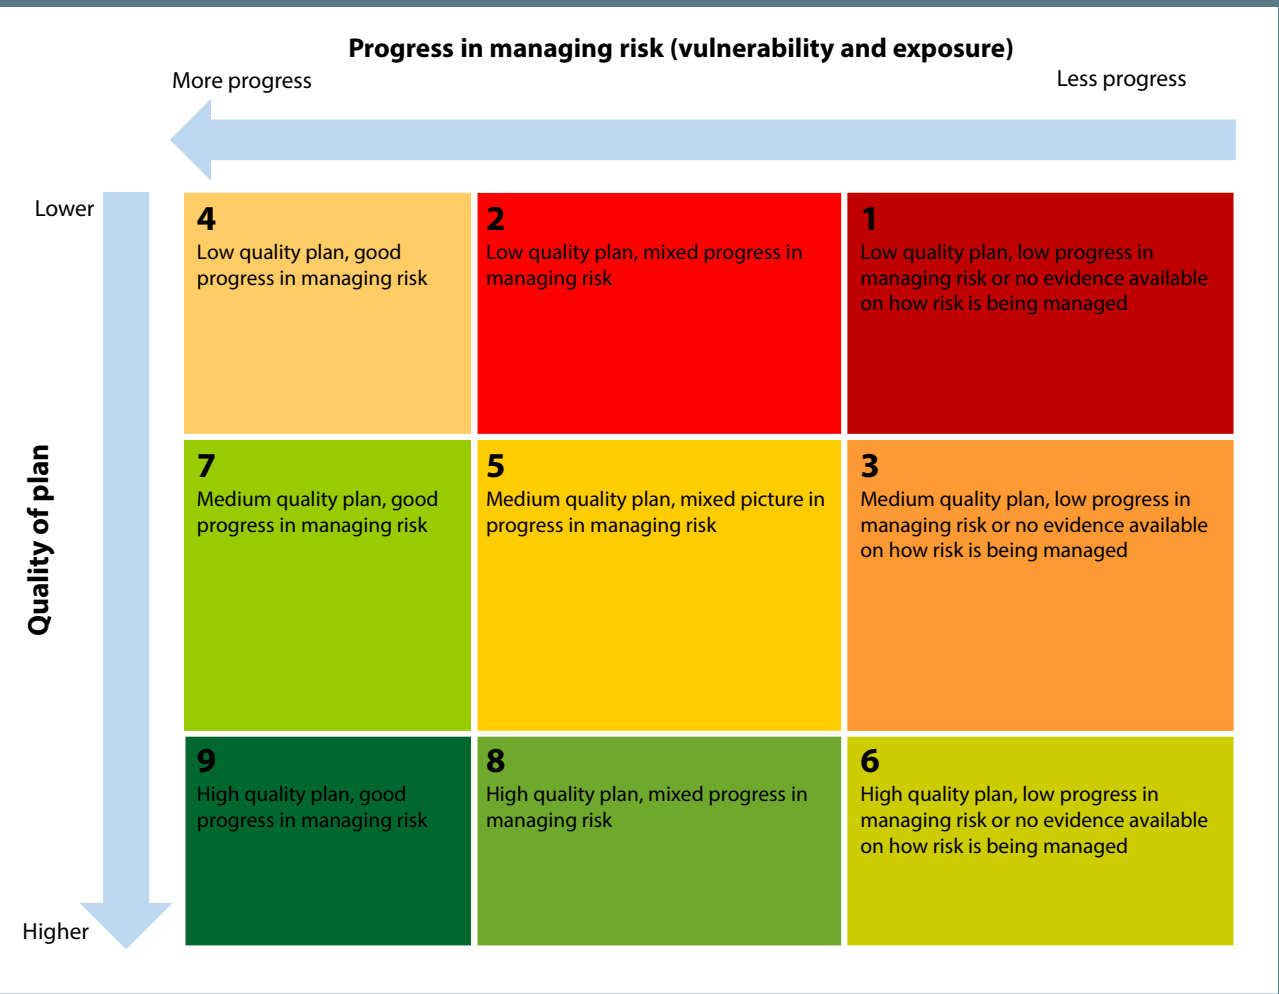 Progress in managing risk (vulnerability and exposure)
More progress
Less progress
Lower
Quality of plan
Higher
4
Low quality plan, good
progress in managing risk
2
Low quality plan, mixed progress in
managing risk
1
Low quality plan, low progress in
managing risk or no evidence available
on how risk is being managed
7
Medium quality plan, good
progress in managing risk
5
Medium quality plan, mixed picture in
progress in managing risk
3
Medium quality plan, low progress in
managing risk or no evidence available
on how risk is being managed
9
High quality plan, good
progress in managing risk
8
High quality plan, mixed progress in
managing risk
6
High quality plan, low progress in
managing risk or no evidence available
on how risk is being managed